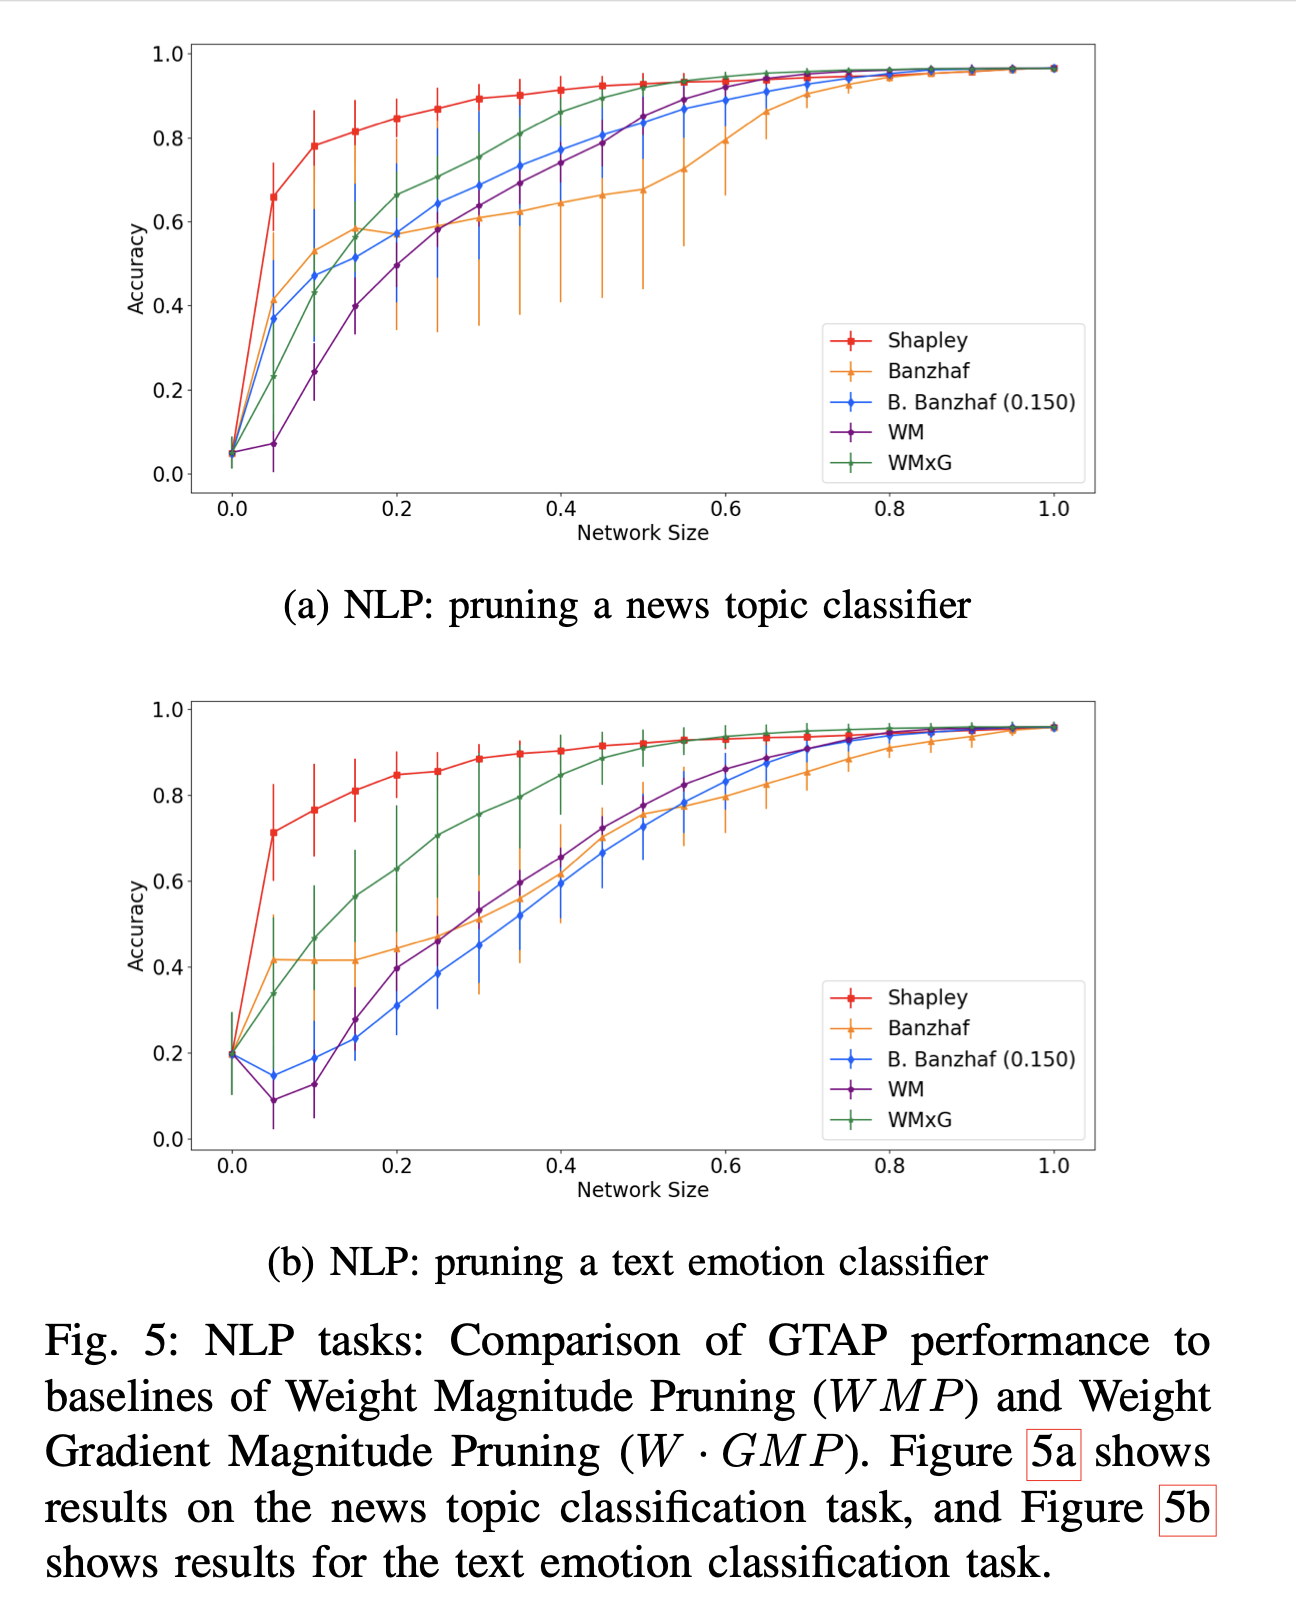 1.0
0.8
0.6
0.4
0.2
0.0
Accuracy
Shapley
Banzhaf
B. Banzhaf (0.150)
WM
WMxG
0.0 0.2 0.4 0.6 0.8 1.0
Network Size
(a) NLP: pruning a news topic classifier
1.0
0.8
0.6
0.4
0.2
0.0
Accuracy
Shapley
Banzhaf
B. Banzhaf (0.150)
WM
WMxG
0.0 0.2 0.4 0.6 0.8 1.0
Network Size
(b) NLP: pruning a text emotion classifier
Fig. 5: NLP tasks: Comparison of GTAP performance to
baselines of Weight Magnitude Pruning (WMP) and Weight
Gradient Magnitude Pruning (W · GMP). Figure 5a shows
results on the news topic classification task, and Figure 5b
shows results for the text emotion classification task.